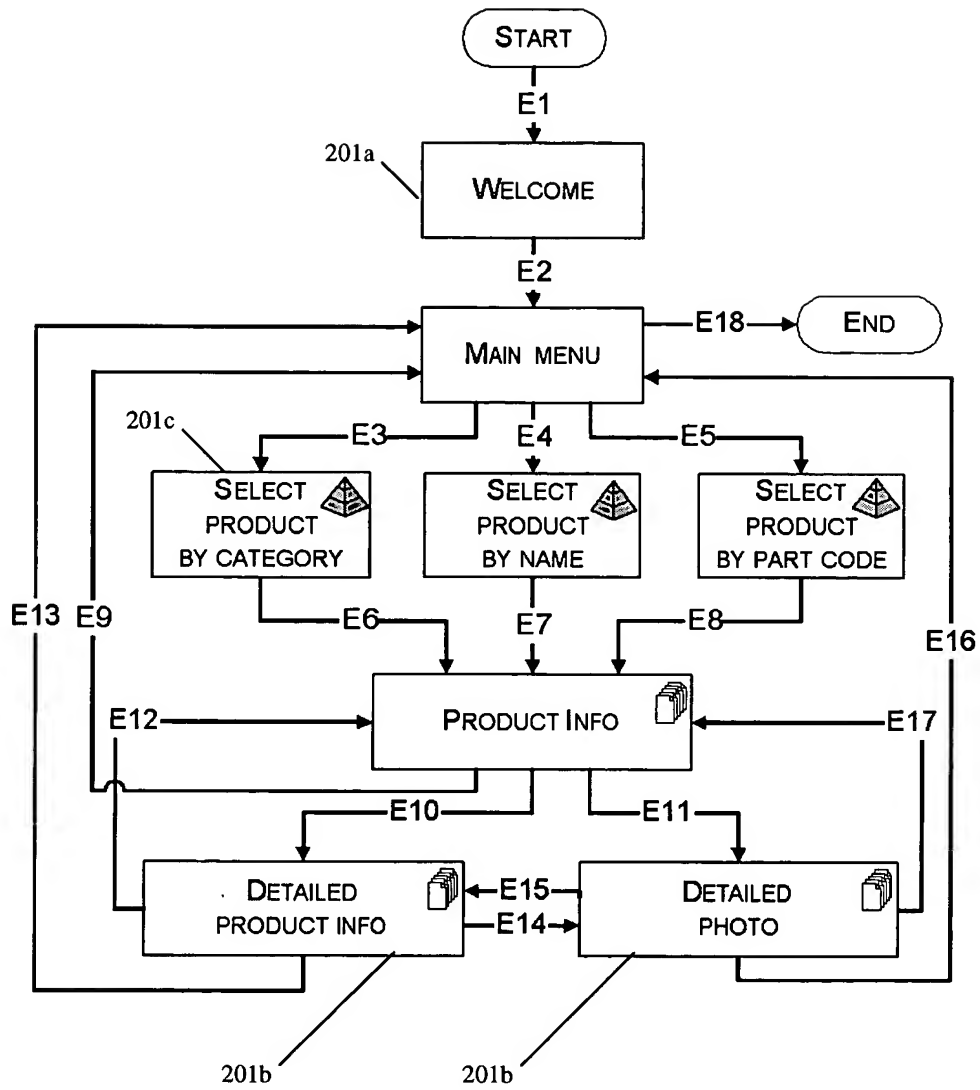 START
E1
201a
WELCOME
E2
MAIN MENU
E18
END
201c
E3
E4
E5
SELECT
PRODUCT
BY CATEGORY
SELECT
PRODUCT
BY NAME
SELECT
PRODUCT
BY PART CODE
E13
E9
E6
E7
E8
E16
E12
PRODUCT INFO
E17
E10
E11
DETAILED
PRODUCT INFO
E15
E14
DETAILED
PHOTO
201b
201b